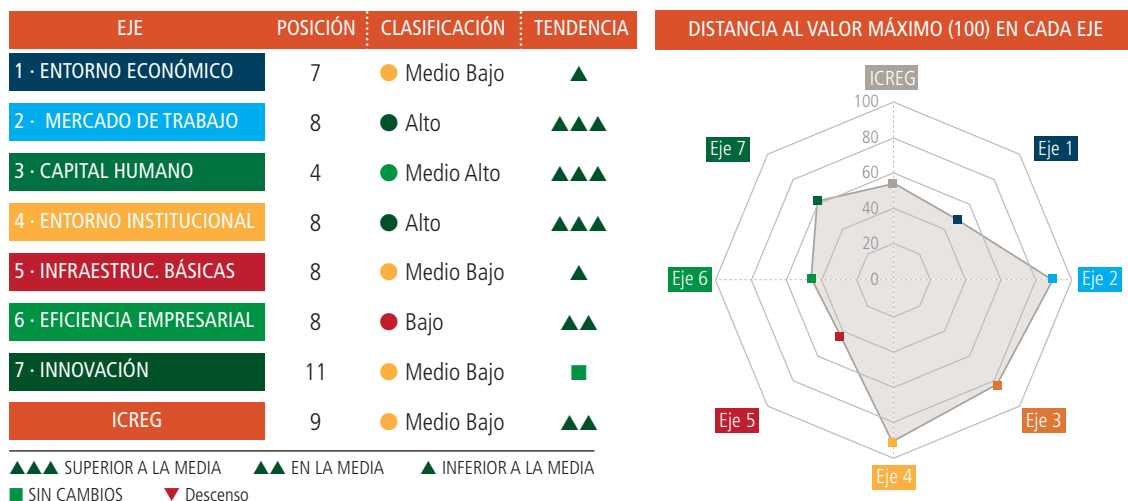 EJE POSICIÓN CLASIFICACIÓN TENDENCIA
1 · ENTORNO ECONÓMICO 7 Medio Bajo
2 · MERCADO DE TRABAJO 8 Alto
3 · CAPITAL HUMANO 4 Medio Alto
4 · ENTORNO INSTITUCIONAL 8 Alto
5 · INFRAESTRUC. BÁSICAS 8 Medio Bajo
6 · EFICIENCIA EMPRESARIAL 8 Bajo
7 · INNOVACIÓN 11 Medio Bajo
ICREG 9 Medio Bajo
▲▲▲ SUPERIOR A LA MEDIA ▲▲ EN LA MEDIA ▲ INFERIOR A LA MEDIA
■ SIN CAMBIOS ▼ Descenso
DISTANCIA AL VALOR MÁXIMO (100) EN CADA EJE
ICREG
100
80
Eje 7 Eje 1
60
40
20
Eje 6 0 Eje 2
Eje 5 Eje 3
Eje 4